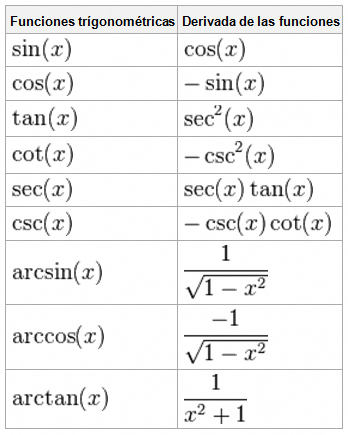 Funciones trígonométricas Derivada de las funciones
sin(x) cos(x)
cos(x) − sin(x)
tan(x) sec²(x)
cot(x) − csc²(x)
sec(x) sec(x) tan(x)
csc(x) − csc(x) cot(x)
arcsin(x) 1/√(1 − x²)
arccos(x) −1/√(1 − x²)
arctan(x) 1/(x² + 1)